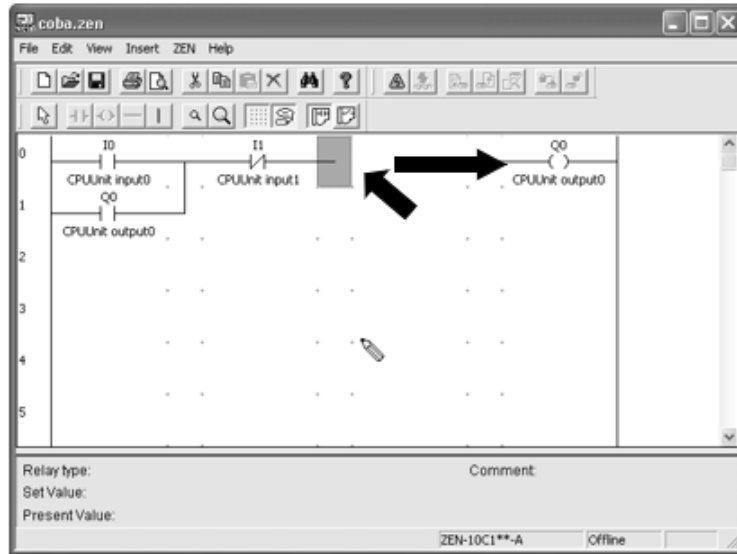 coba.zen
File Edit View Insert ZEN Help
0
I0
I1
Q0
CPUUnit input0
CPUUnit input1
CPUUnit output0
1
Q0
CPUUnit output0
2
3
4
5
Relay type:
Comment:
Set Value:
Present Value:
ZEN-10C1**-A
Offline